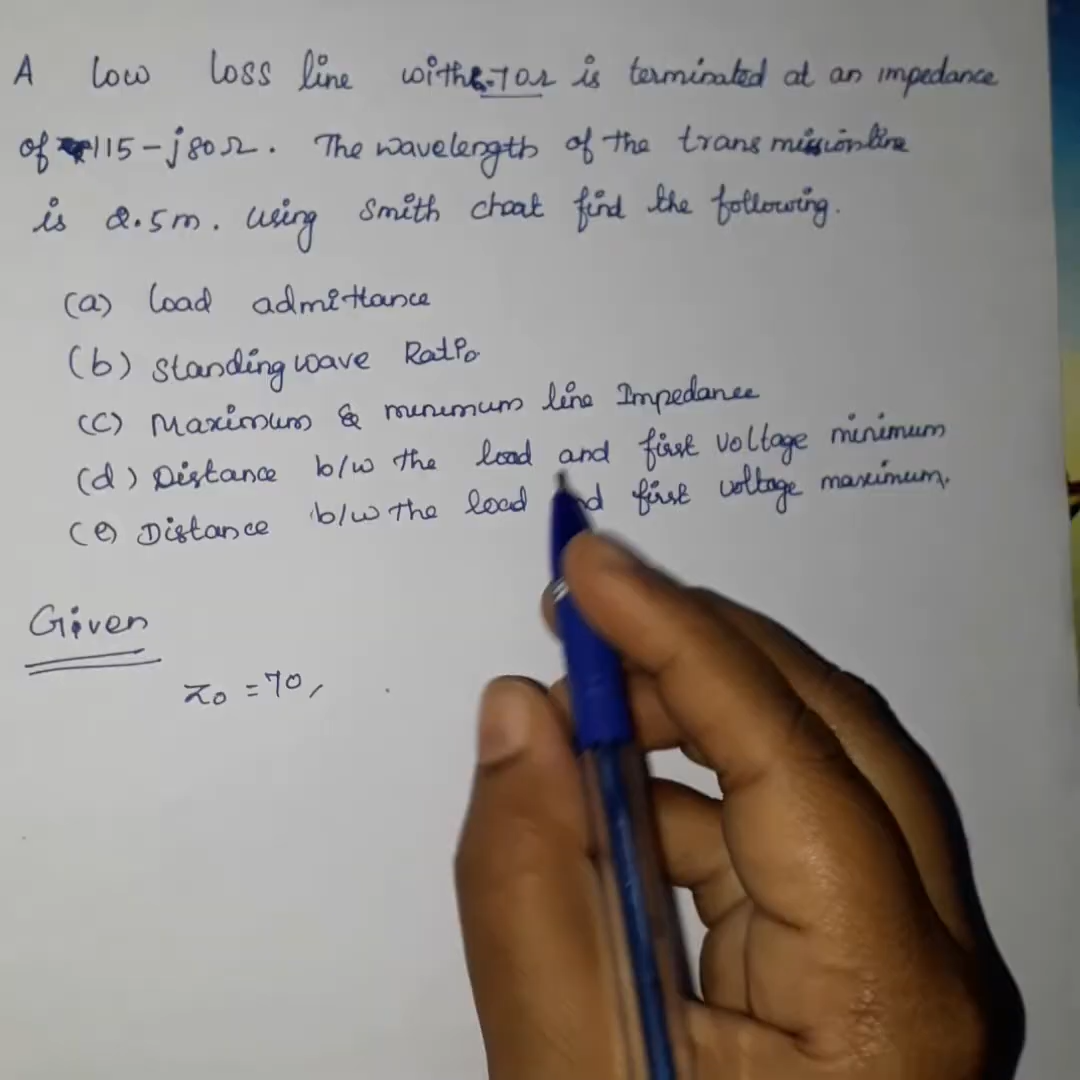 A low loss line with 70Ω is terminated at an impedance
of 115-j80Ω. The wavelength of the transmission line
is 2.5m. Using Smith chart find the following.
(a) Load admittance
(b) Standing wave Ratio
(c) Maximum & minimum line Impedance
(d) Distance b/w the load and first voltage minimum
(e) Distance b/w the load and first voltage maximum.
Given
Z0 = 70,